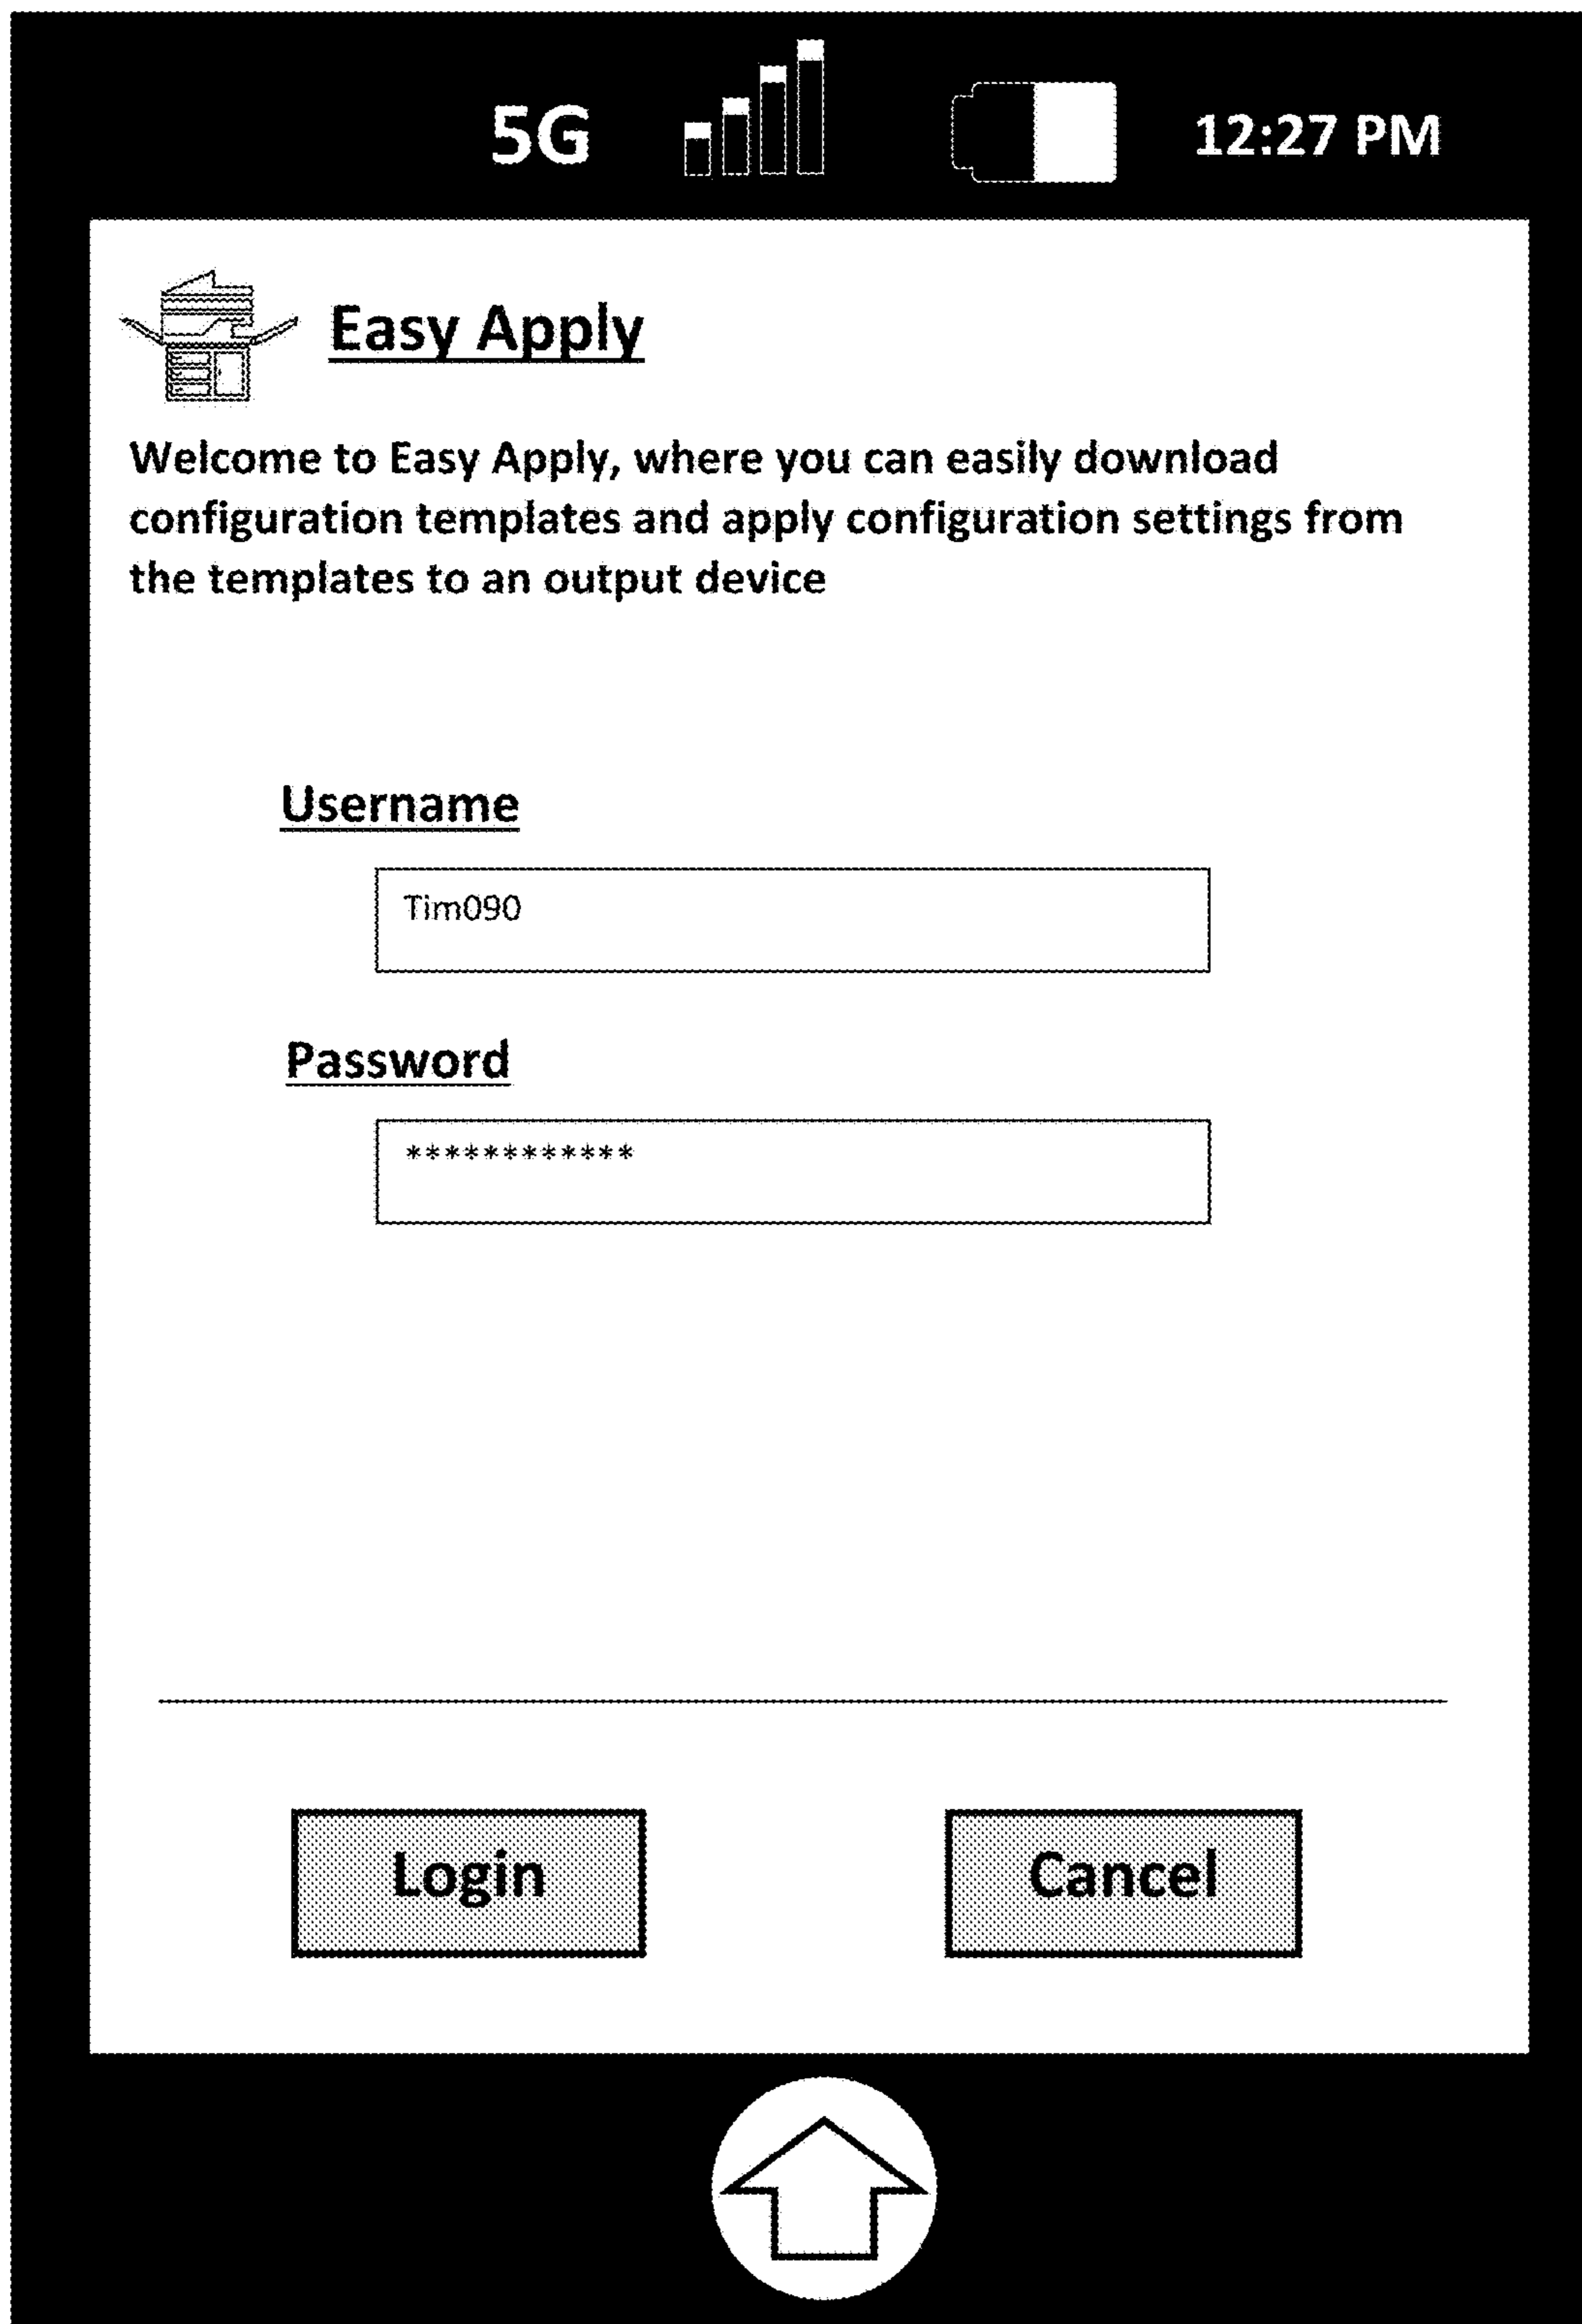 5G
12:27 PM
Easy Apply
Welcome to Easy Apply, where you can easily download
configuration templates and apply configuration settings from
the templates to an output device
Username
Tim090
Password
************
Login
Cancel